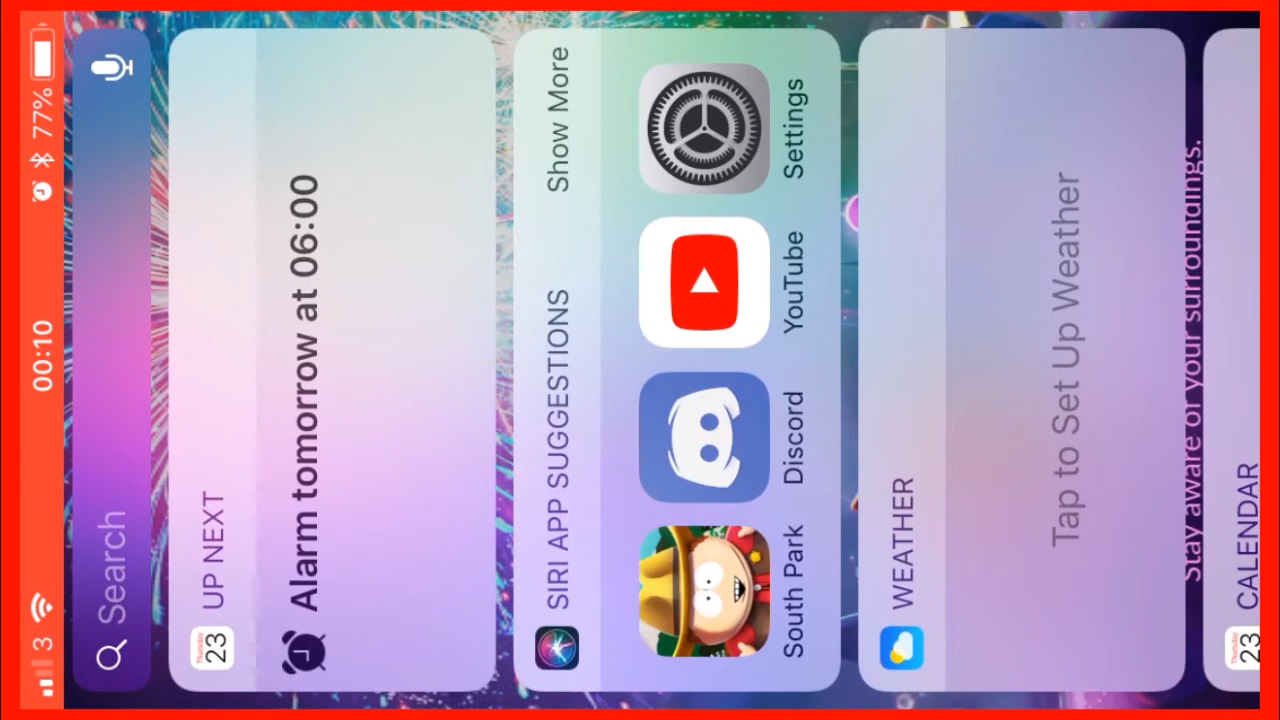 3 00:10 77%
Search
Thursday
23 UP NEXT
Alarm tomorrow at 06:00
SIRI APP SUGGESTIONS Show More
South Park Discord YouTube Settings
WEATHER
Tap to Set Up Weather
Stay aware of your surroundings.
Thursday
23 CALENDAR